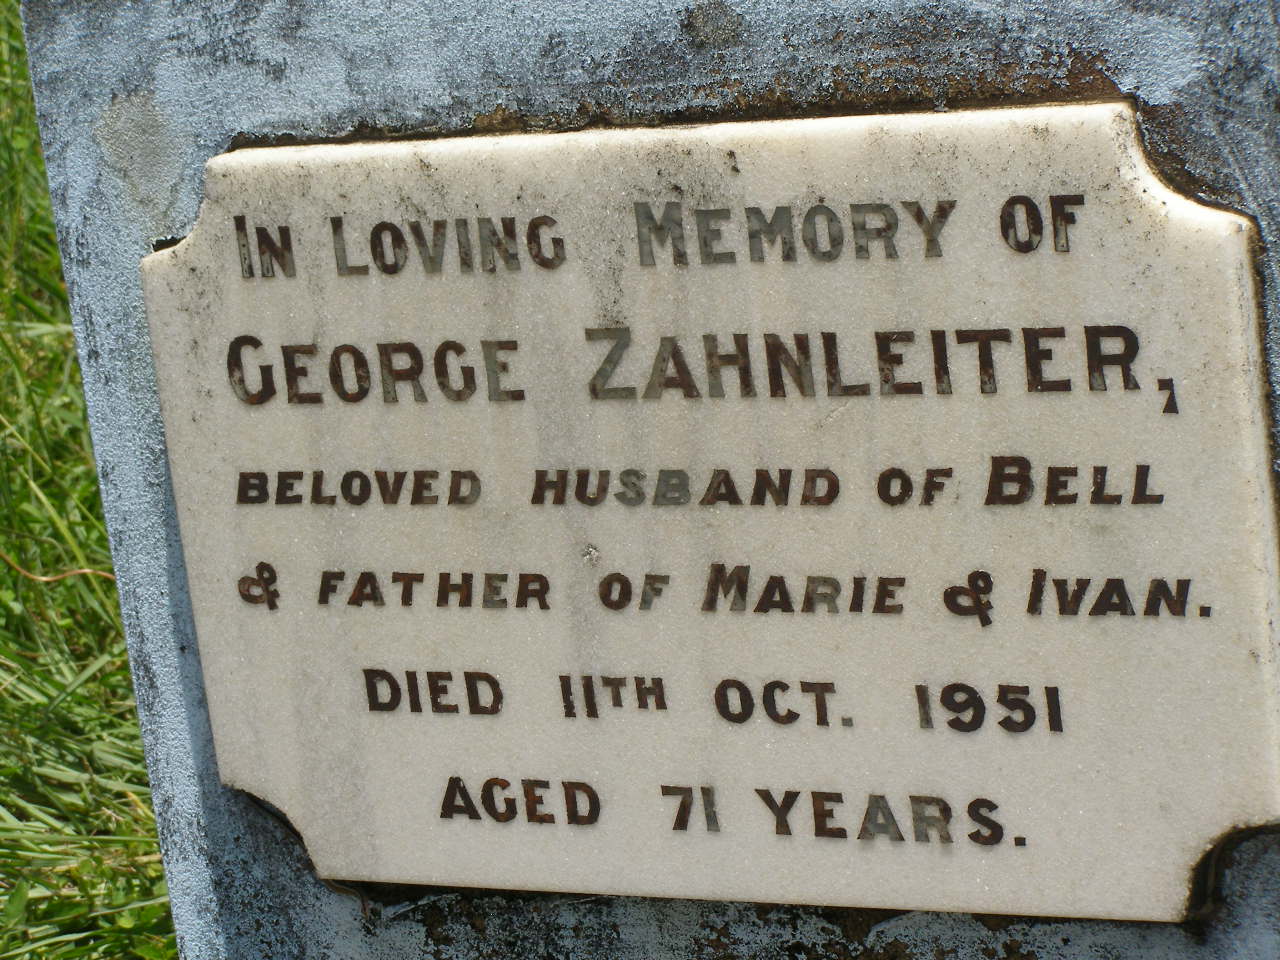 IN LOVING MEMORY OF
GEORGE ZAHNLEITER,
BELOVED HUSBAND OF BELL
& FATHER OF MARIE & IVAN.
DIED 11TH OCT. 1951
AGED 71 YEARS.